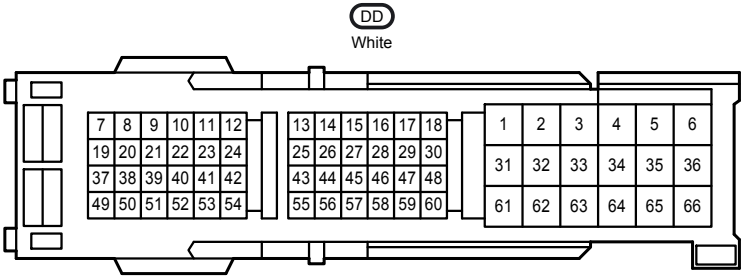 DD
White
7 8 9 10 11 12 13 14 15 16 17 18 1 2 3 4 5 6
19 20 21 22 23 24 25 26 27 28 29 30 31 32 33 34 35 36
37 38 39 40 41 42 43 44 45 46 47 48
49 50 51 52 53 54 55 56 57 58 59 60 61 62 63 64 65 66